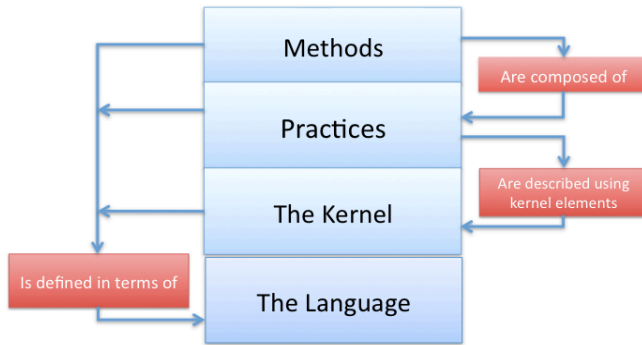 Methods
Are composed of
Practices
Are described using
kernel elements
The Kernel
Is defined in terms of
The Language